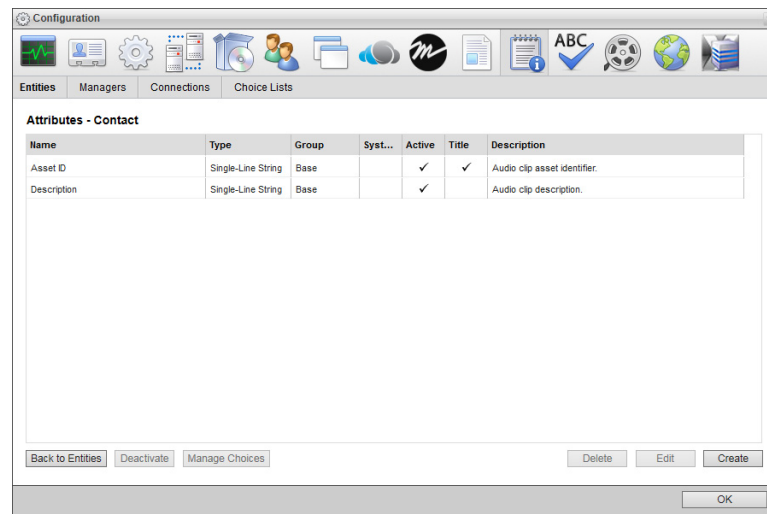 Configuration
ABC
Entities Managers Connections Choice Lists
Attributes - Contact
Name Type Group Syst... Active Title Description
Asset ID Single-Line String Base Audio clip asset identifier.
Description Single-Line String Base Audio clip description.
Back to Entities Deactivate Manage Choices Delete Edit Create
OK